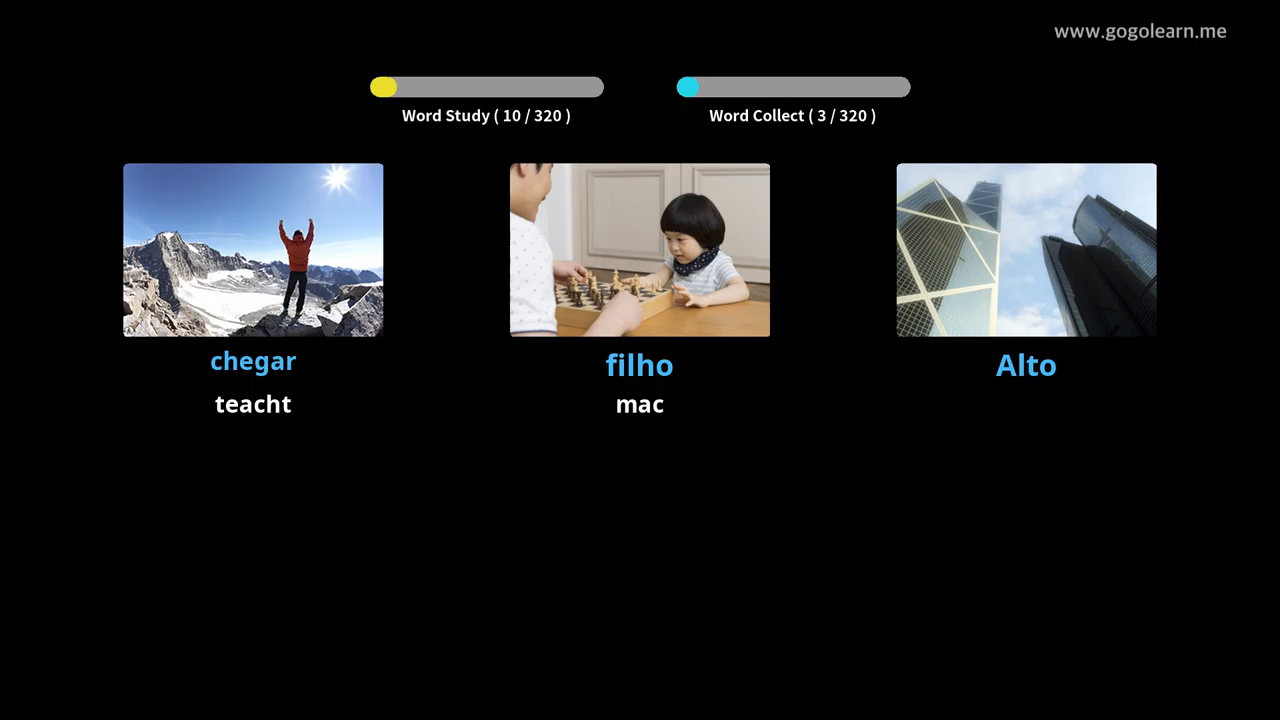 www.gogolearn.me
Word Study ( 10 / 320 )
Word Collect ( 3 / 320 )
chegar
teacht
filho
mac
Alto